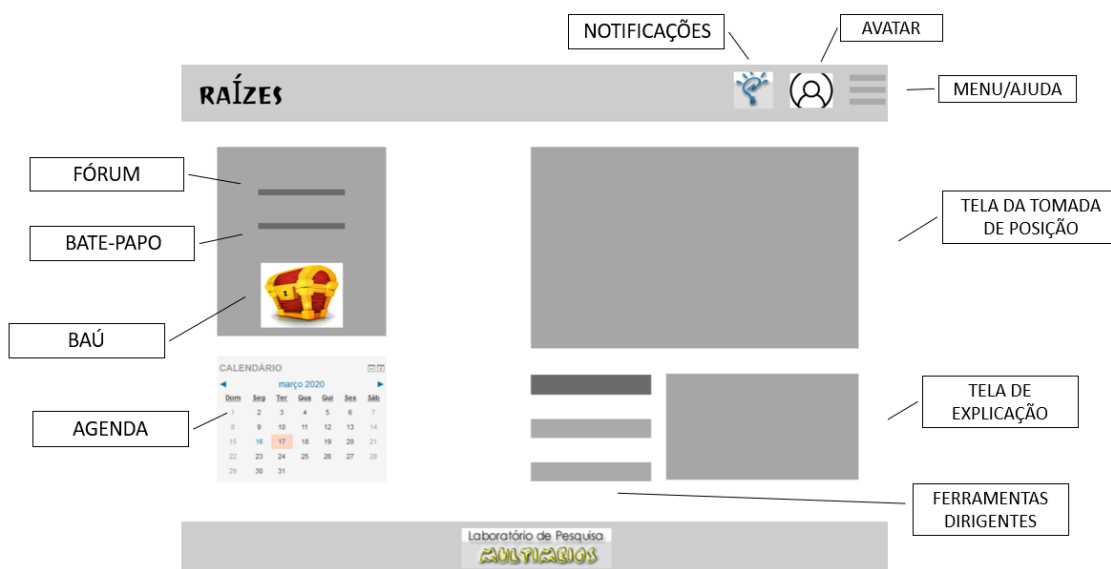 NOTIFICAÇÕES
AVATAR
RAÍZES
MENU/AJUDA
FÓRUM
BATE-PAPO
BAÚ
TELA DA TOMADA
DE POSIÇÃO
CALENDÁRIO
março 2020
Dom Seg Ter Qua Qui Sex Sáb
1 2 3 4 5 6 7
8 9 10 11 12 13 14
15 16 17 18 19 20 21
22 23 24 25 26 27 28
29 30 31
AGENDA
TELA DE
EXPLICAÇÃO
FERRAMENTAS
DIRIGENTES
Laboratório de Pesquisa
MULTIMEIOS